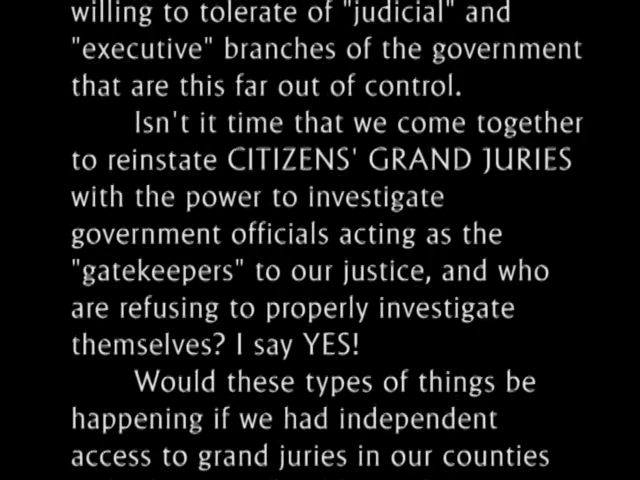 willing to tolerate of "judicial" and
"executive" branches of the government
that are this far out of control.
Isn't it time that we come together
to reinstate CITIZENS' GRAND JURIES
with the power to investigate
government officials acting as the
"gatekeepers" to our justice, and who
are refusing to properly investigate
themselves? I say YES!
Would these types of things be
happening if we had independent
access to grand juries in our counties